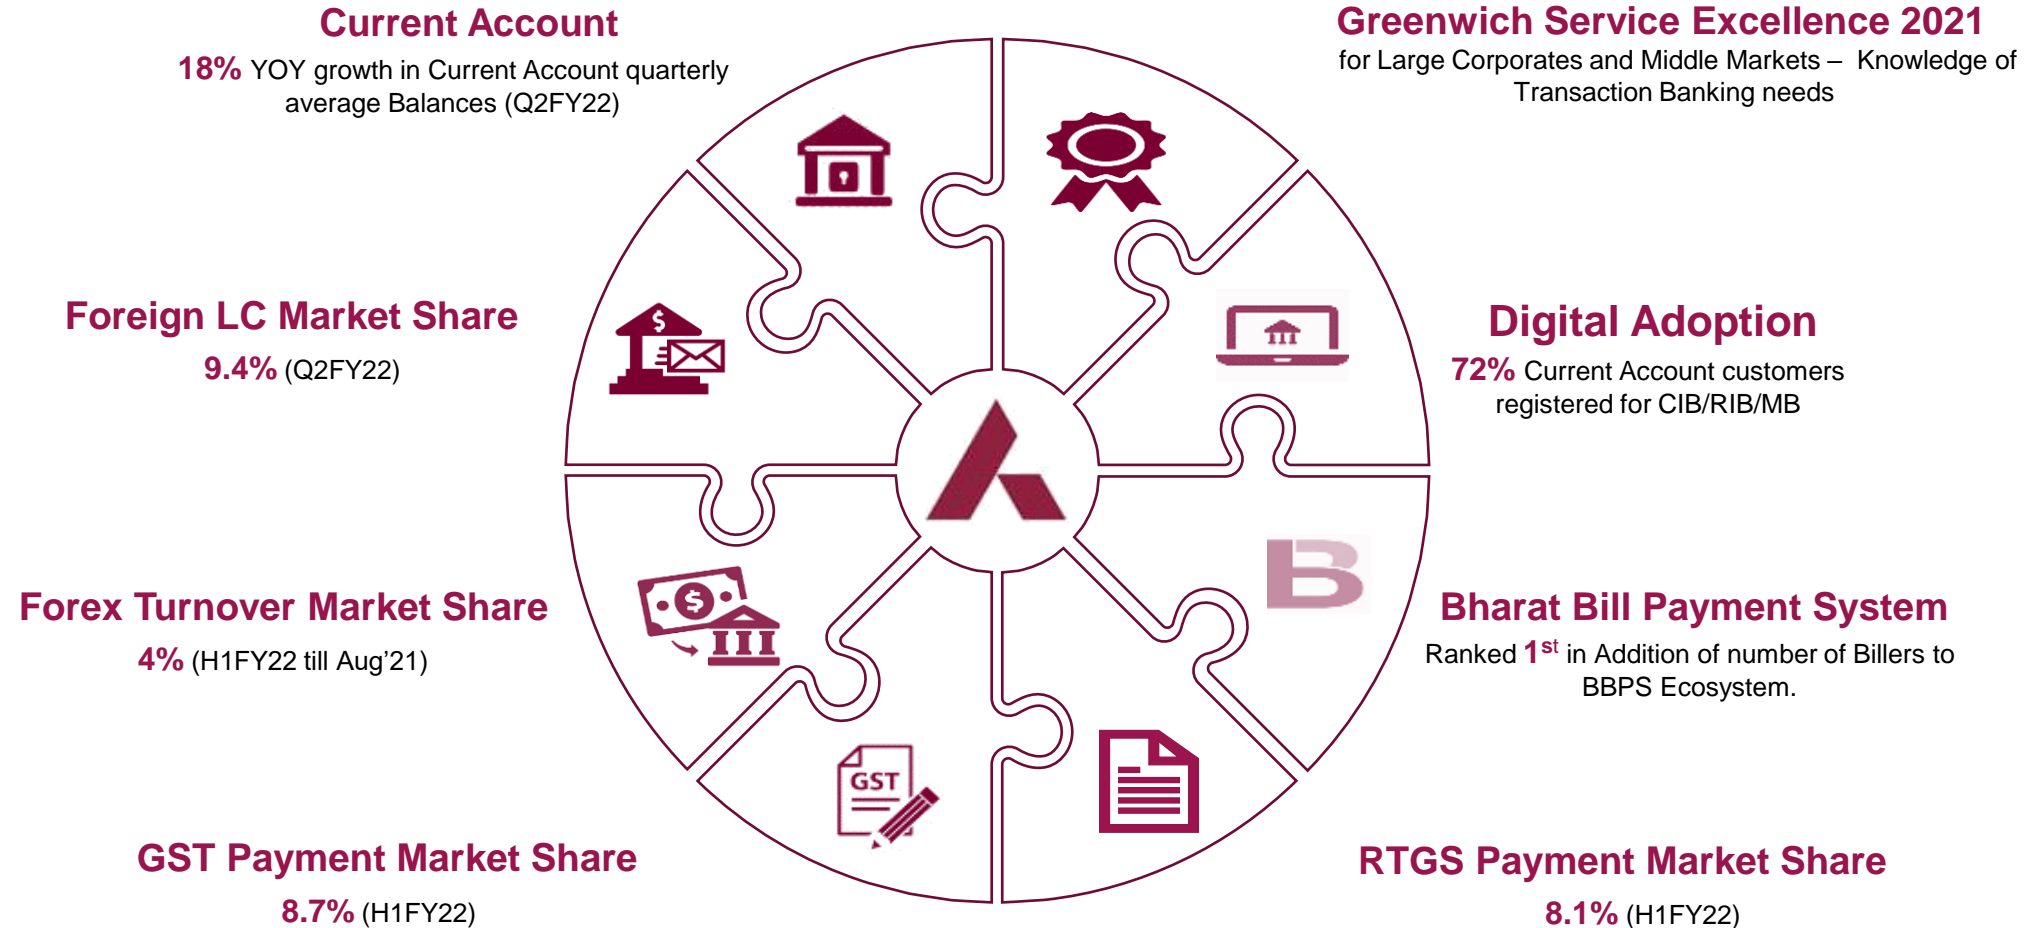 Current Account
18% YOY growth in Current Account quarterly
average Balances (Q2FY22)
Greenwich Service Excellence 2021
for Large Corporates and Middle Markets – Knowledge of
Transaction Banking needs
Foreign LC Market Share
9.4% (Q2FY22)
Digital Adoption
72% Current Account customers
registered for CIB/RIB/MB
Forex Turnover Market Share
4% (H1FY22 till Aug’21)
Bharat Bill Payment System
Ranked 1st in Addition of number of Billers to
BBPS Ecosystem.
GST
GST Payment Market Share
8.7% (H1FY22)
RTGS Payment Market Share
8.1% (H1FY22)